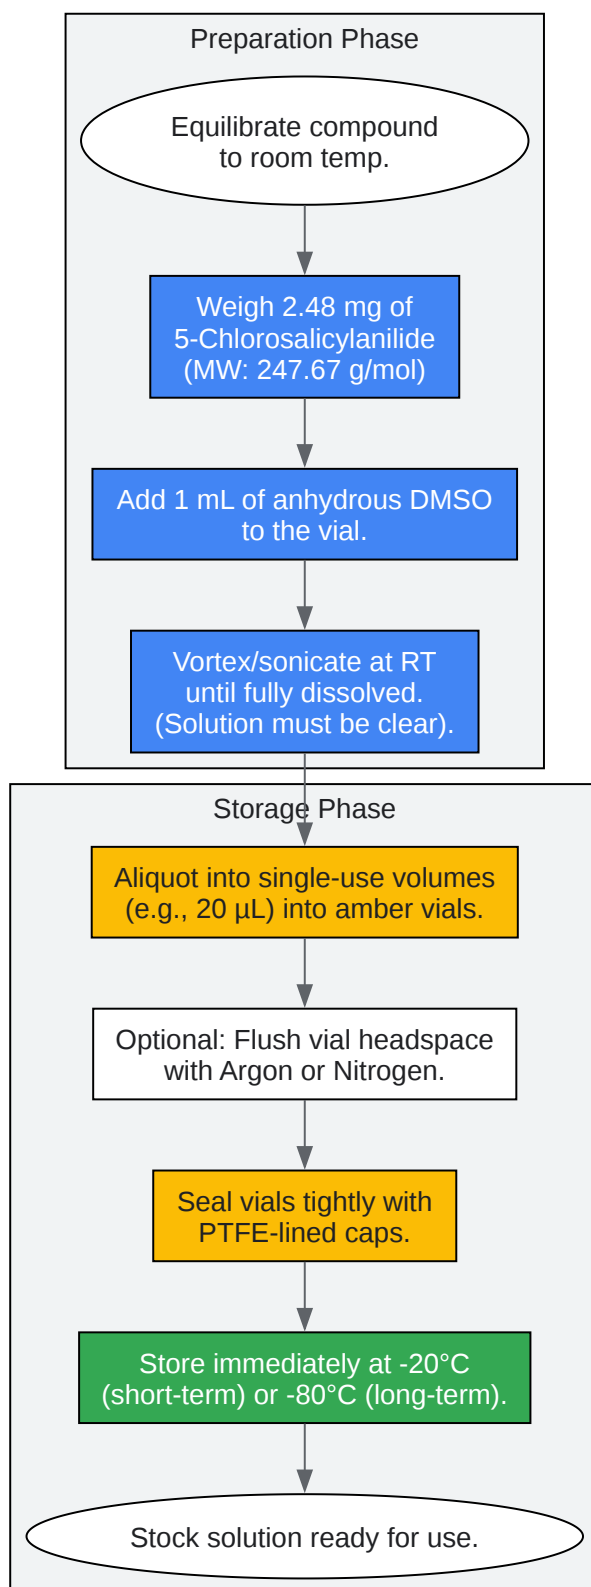 Preparation Phase
Equilibrate compound
to room temp.
Weigh 2.48 mg of
5-Chlorosalicylanilide
(MW: 247.67 g/mol)
Add 1 mL of anhydrous DMSO
to the vial.
Vortex/sonicate at RT
until fully dissolved.
(Solution must be clear).
Storage Phase
Aliquot into single-use volumes
(e.g., 20 µL) into amber vials.
Optional: Flush vial headspace
with Argon or Nitrogen.
Seal vials tightly with
PTFE-lined caps.
Store immediately at -20°C
(short-term) or -80°C (long-term).
Stock solution ready for use.